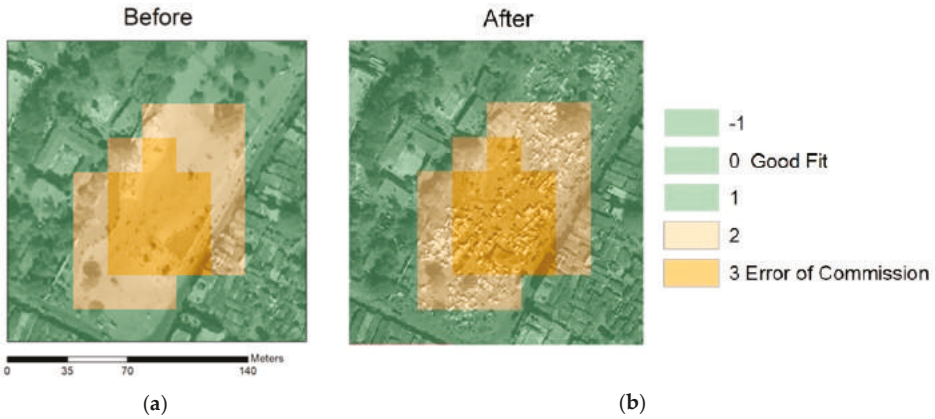 Before
After
-1
0 Good Fit
1
2
3 Error of Commission
Meters
0 35 70 140
(a)
(b)